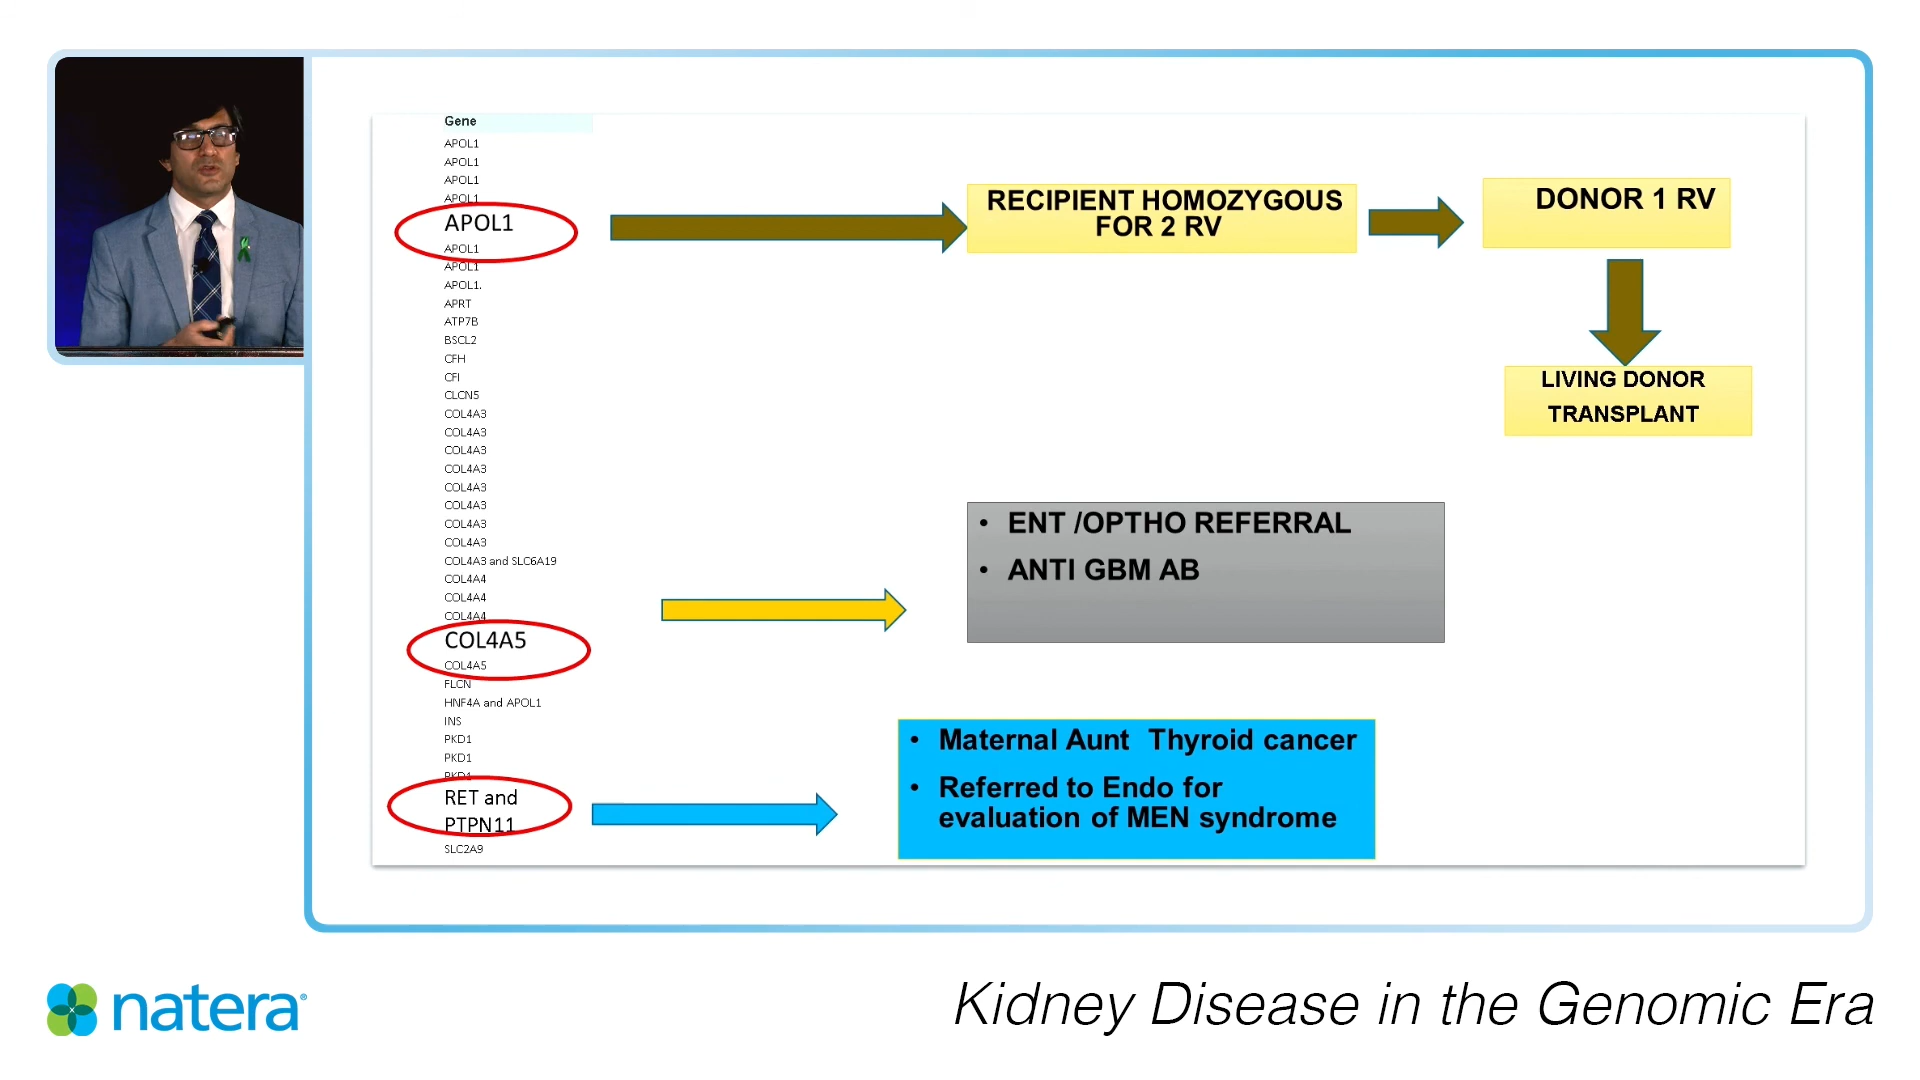 Gene
APOL1
APOL1
APOL1
APOL1
APOL1
APOL1
APOL1
APOL1.
APRT
ATP7B
BSCL2
CFH
CFI
CLCN5
COL4A3
COL4A3
COL4A3
COL4A3
COL4A3
COL4A3
COL4A3
COL4A3
COL4A3 and SLC6A19
COL4A4
COL4A4
COL4A4
COL4A5
COL4A5
FLCN
HNF4A and APOL1
INS
PKD1
PKD1
PKD1
RET and
PTPN11
SLC2A9
RECIPIENT HOMOZYGOUS
FOR 2 RV
DONOR 1 RV
LIVING DONOR
TRANSPLANT
• ENT /OPTHO REFERRAL
• ANTI GBM AB
• Maternal Aunt Thyroid cancer
• Referred to Endo for
evaluation of MEN syndrome
natera
Kidney Disease in the Genomic Era